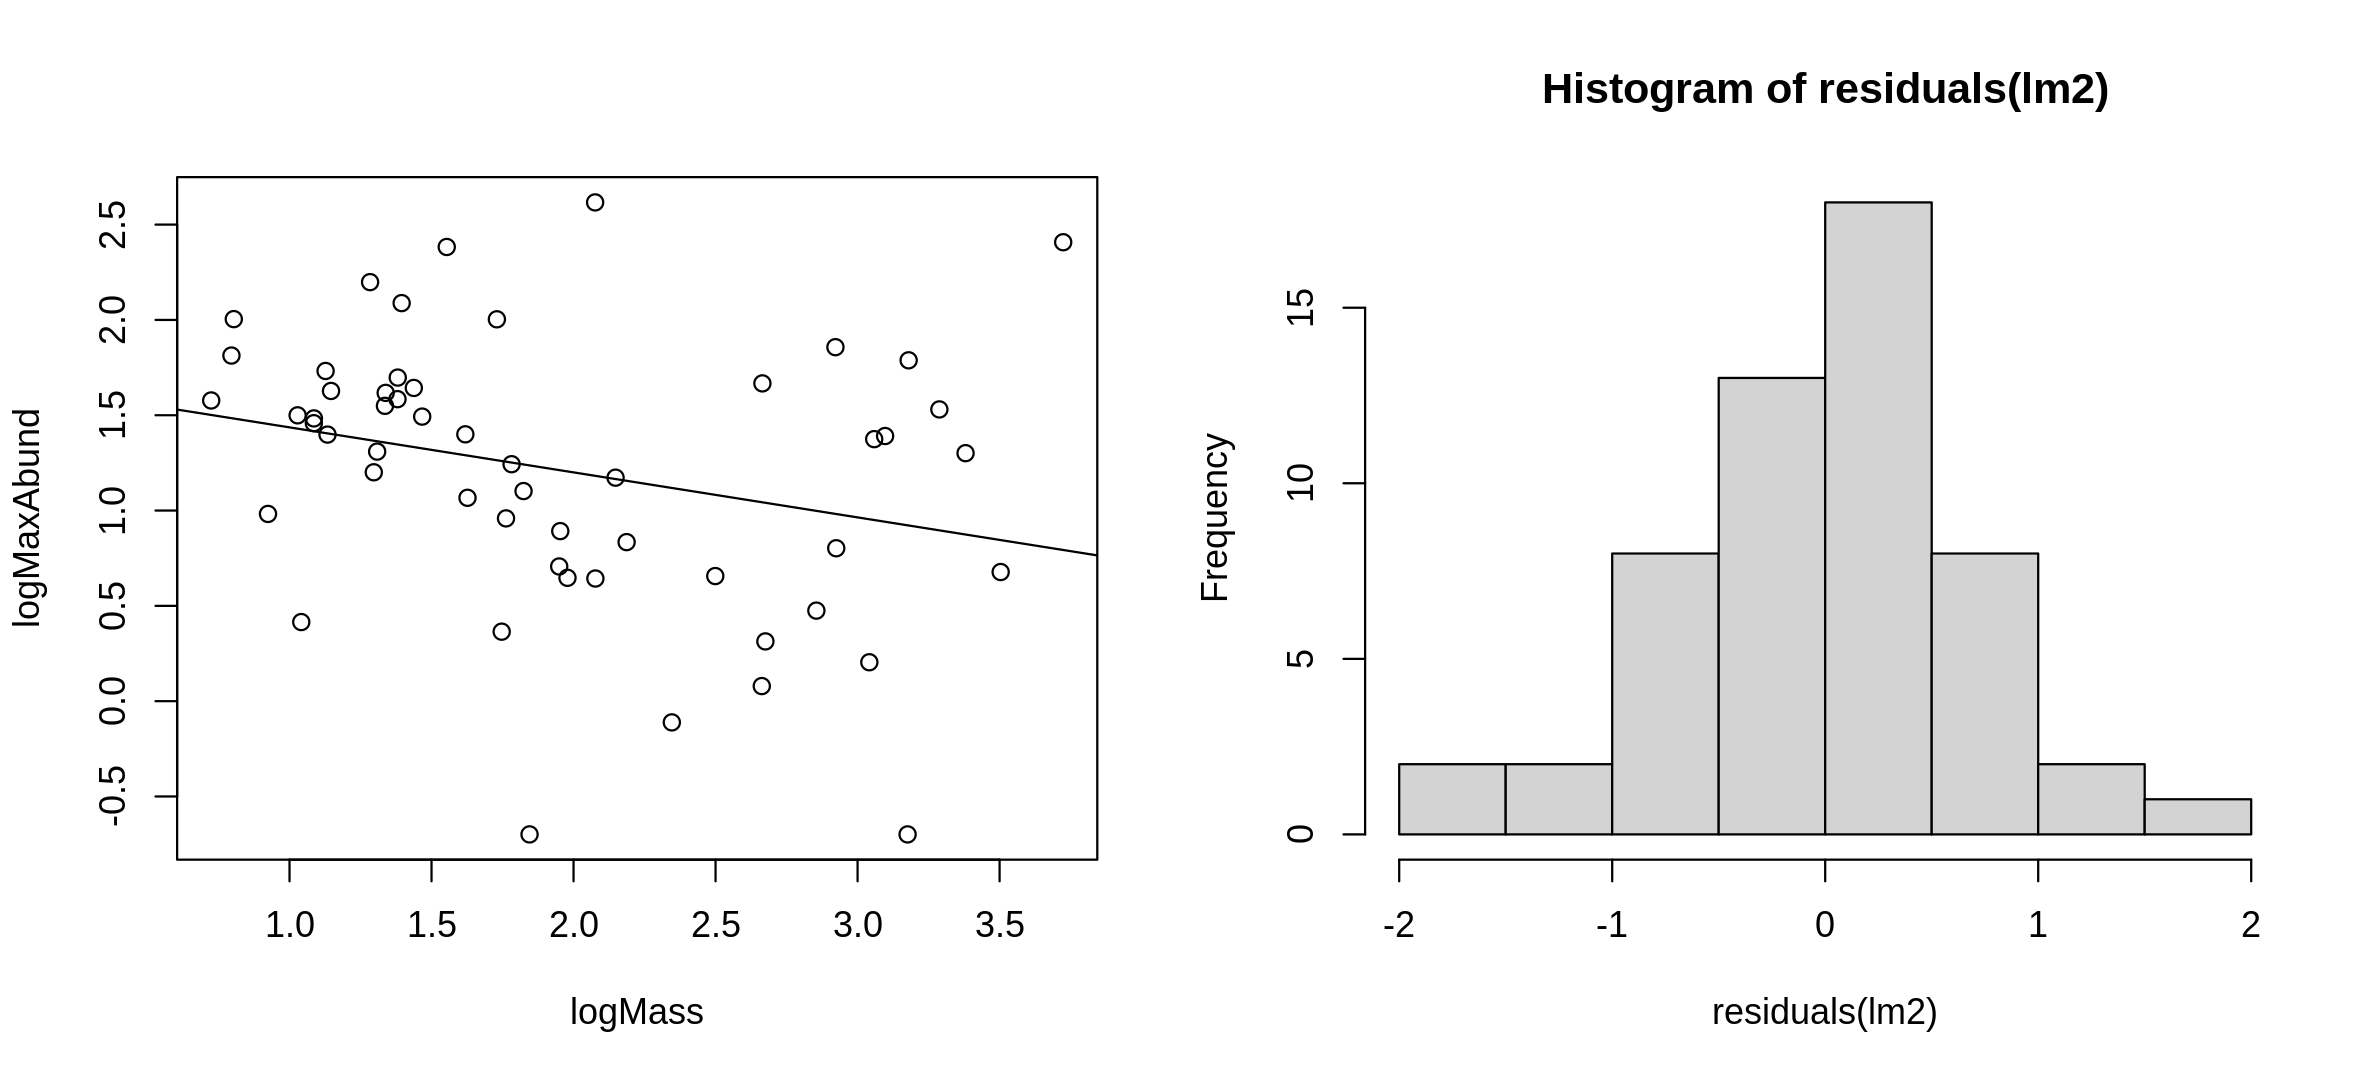 logMaxAbund
2.5
2.0
1.5
1.0
0.5
0.0
-0.5
1.0 1.5 2.0 2.5 3.0 3.5
logMass
Histogram of residuals(lm2)
Frequency
15
10
5
0
-2 -1 0 1 2
residuals(lm2)